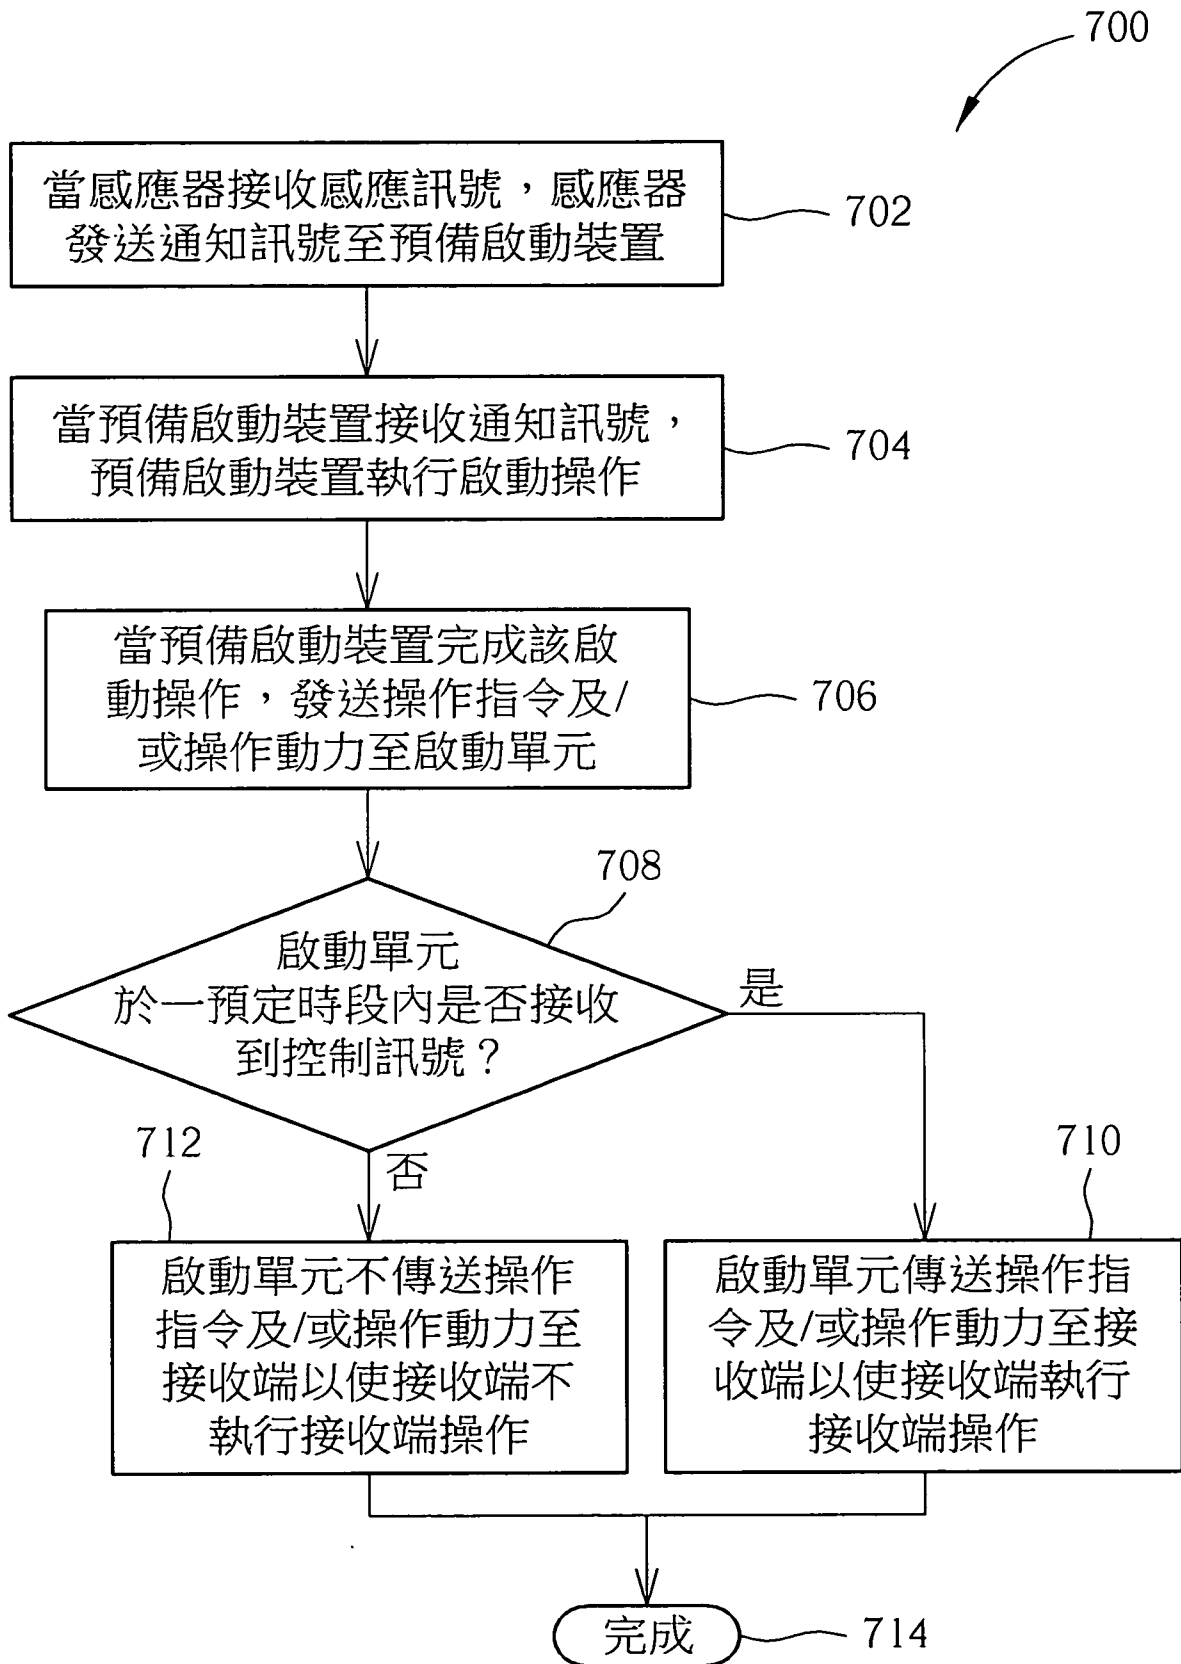 700
當感應器接收感應訊號，感應器
發送通知訊號至預備啟動裝置
702
當預備啟動裝置接收通知訊號，
預備啟動裝置執行啟動操作
704
當預備啟動裝置完成該啟
動操作，發送操作指令及/
或操作動力至啟動單元
706
708
啟動單元
於一預定時段內是否接收
到控制訊號？
是
否
712
啟動單元不傳送操作
指令及/或操作動力至
接收端以使接收端不
執行接收端操作
710
啟動單元傳送操作指
令及/或操作動力至接
收端以使接收端執行
接收端操作
完成
714